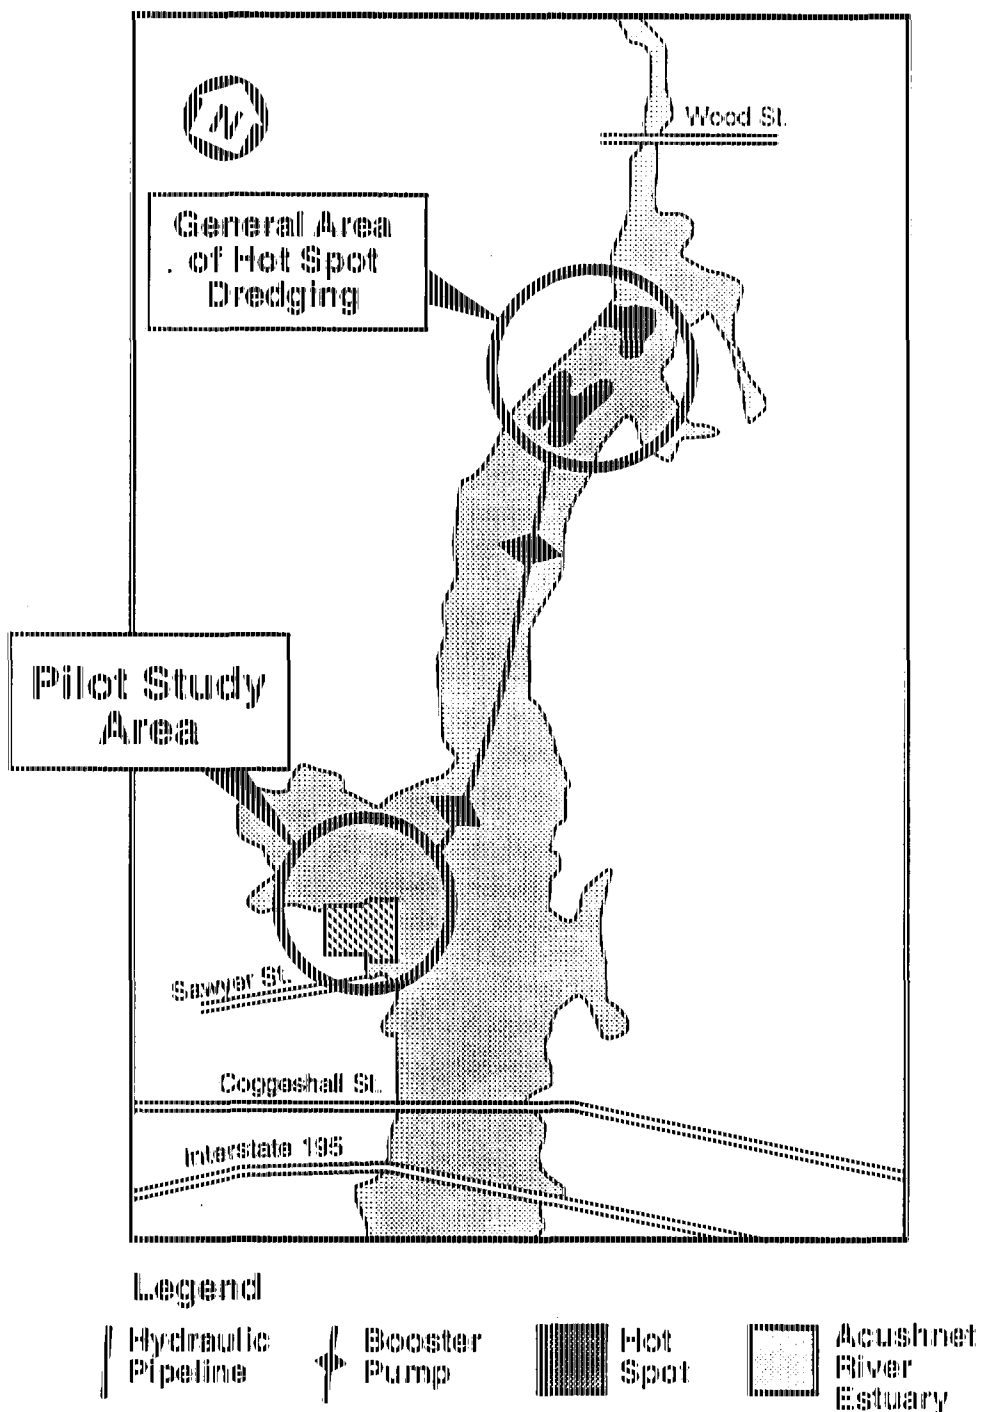 N
Wood St.
General Area
of Hot Spot
Dredging
Pilot Study
Area
Sawyer St.
Coggeshall St.
Interstate 195
Legend
Hydraulic
Pipeline
Booster
Pump
Hot
Spot
Acushnet
River
Estuary